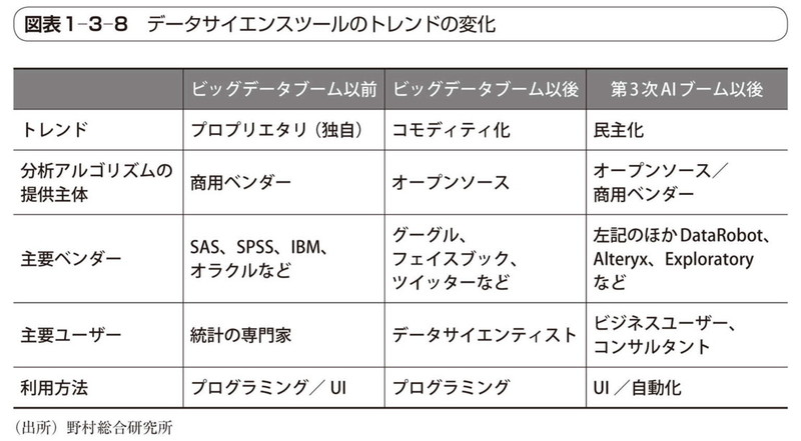 図表1-3-8 データサイエンスツールのトレンドの変化
ビッグデータブーム以前 ビッグデータブーム以後 第3次AIブーム以後
トレンド プロプリエタリ（独自） コモディティ化 民主化
分析アルゴリズムの
提供主体
商用ベンダー
オープンソース
オープンソース／
商用ベンダー
主要ベンダー
SAS、SPSS、IBM、
オラクルなど
グーグル、
フェイスブック、
ツイッターなど
左記のほかDataRobot、
Alteryx、Exploratory
など
主要ユーザー
統計の専門家
データサイエンティスト
ビジネスユーザー、
コンサルタント
利用方法 プログラミング／UI プログラミング UI／自動化
（出所）野村総合研究所